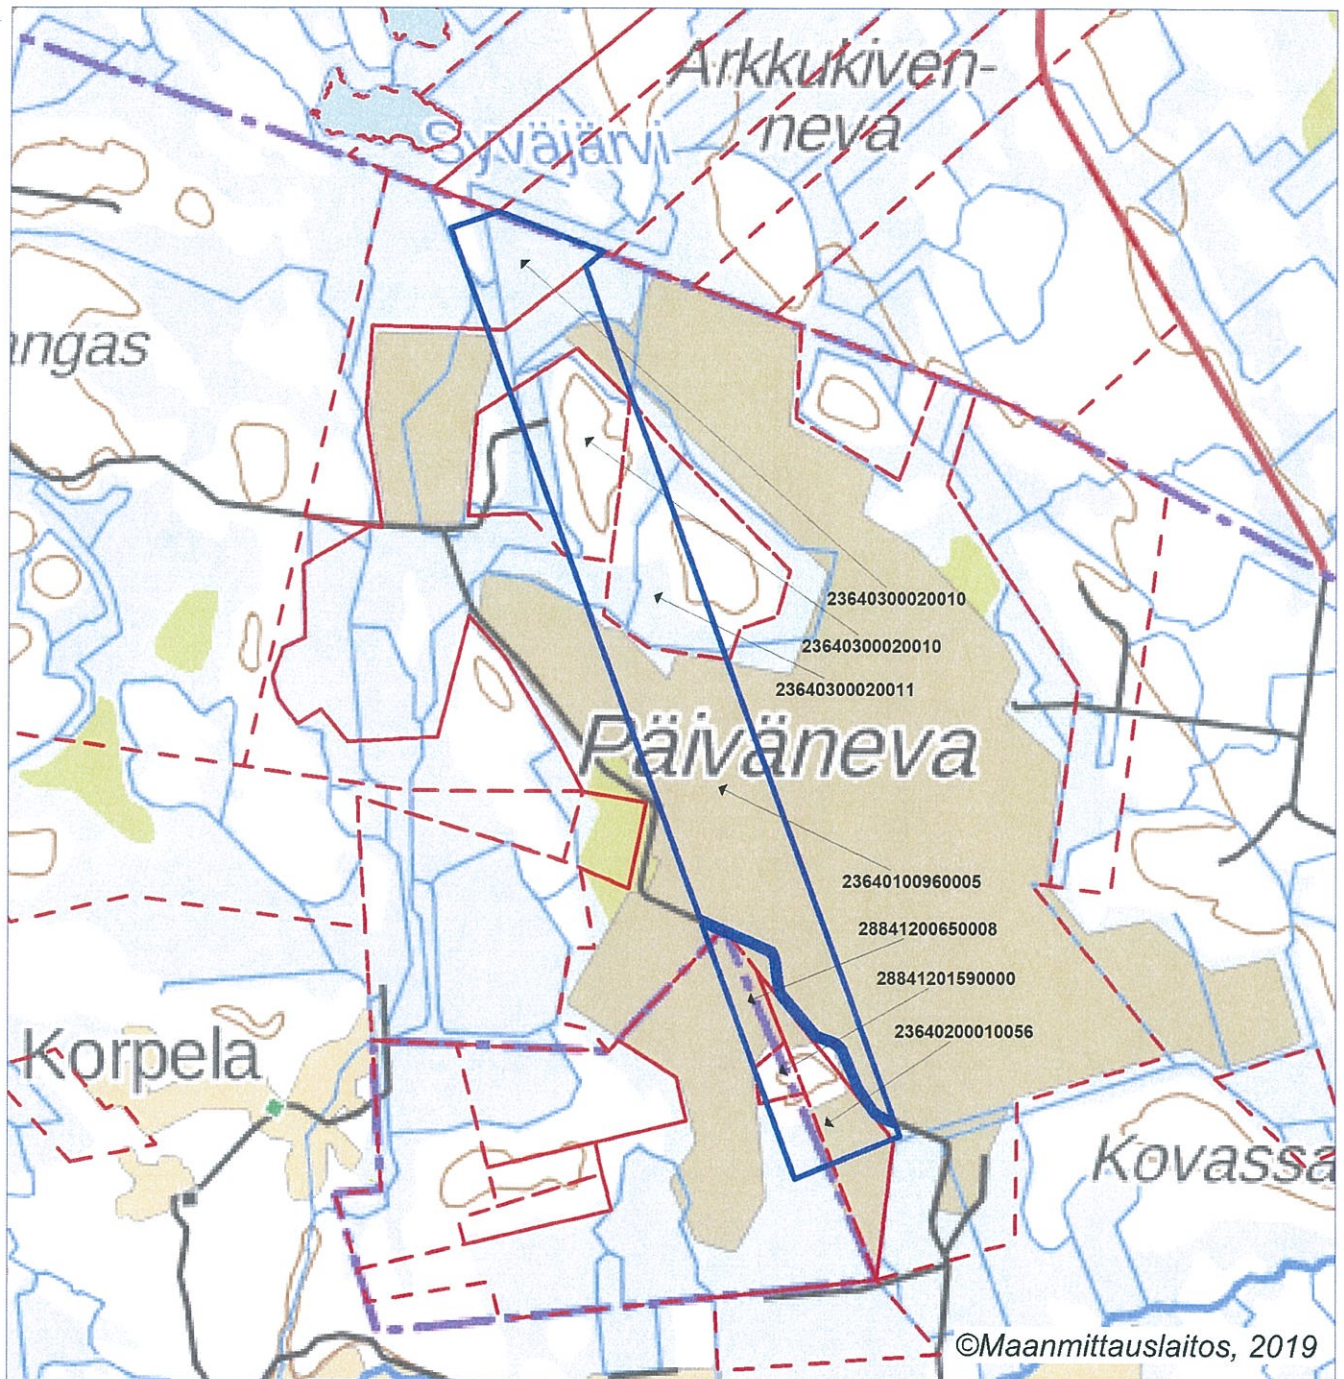 Arkkukiven-
neva
Syväjärvi
angas
23640300020010
23640300020010
23640300020011
Päiväneva
23640100960005
28841200650008
28841201590000
23640200010056
Korpela
Kovassa
©Maanmittauslaitos, 2019